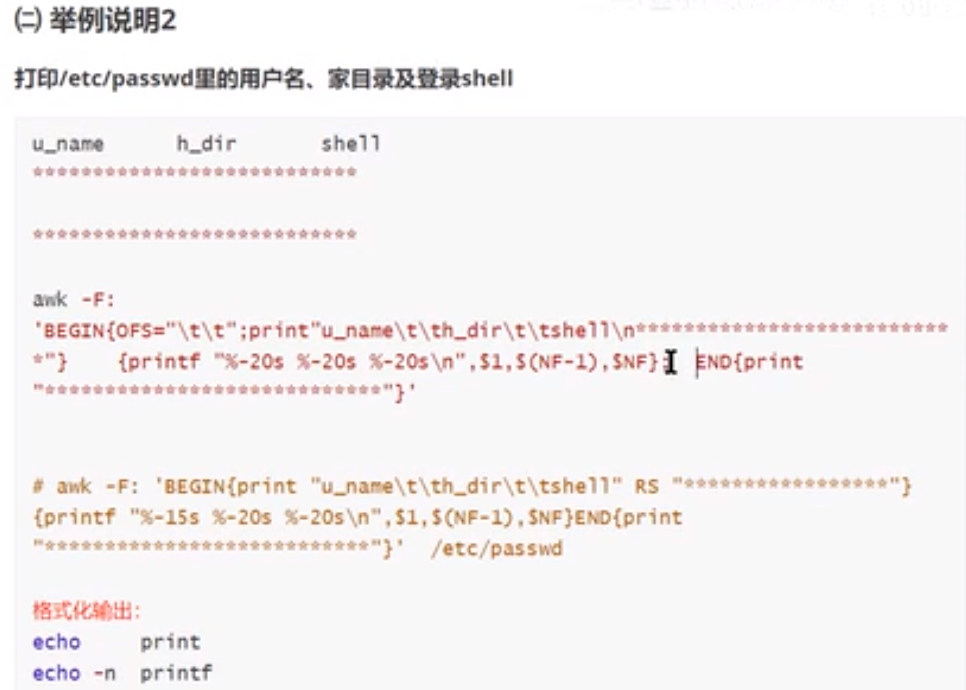 ㈡ 举例说明2
打印/etc/passwd里的用户名、家目录及登录shell
u_name      h_dir       shell
***************************
***************************
awk -F:
'BEGIN{OFS="\t\t";print"u_name\t\th_dir\t\tshell\n**************************
*"}    {printf "%-20s %-20s %-20s\n",$1,$(NF-1),$NF}  END{print
"****************************"}'
# awk -F: 'BEGIN{print "u_name\t\th_dir\t\tshell" RS "*****************"}
{printf "%-15s %-20s %-20s\n",$1,$(NF-1),$NF}END{print
"***************************"}'  /etc/passwd
格式化输出:
echo     print
echo -n  printf